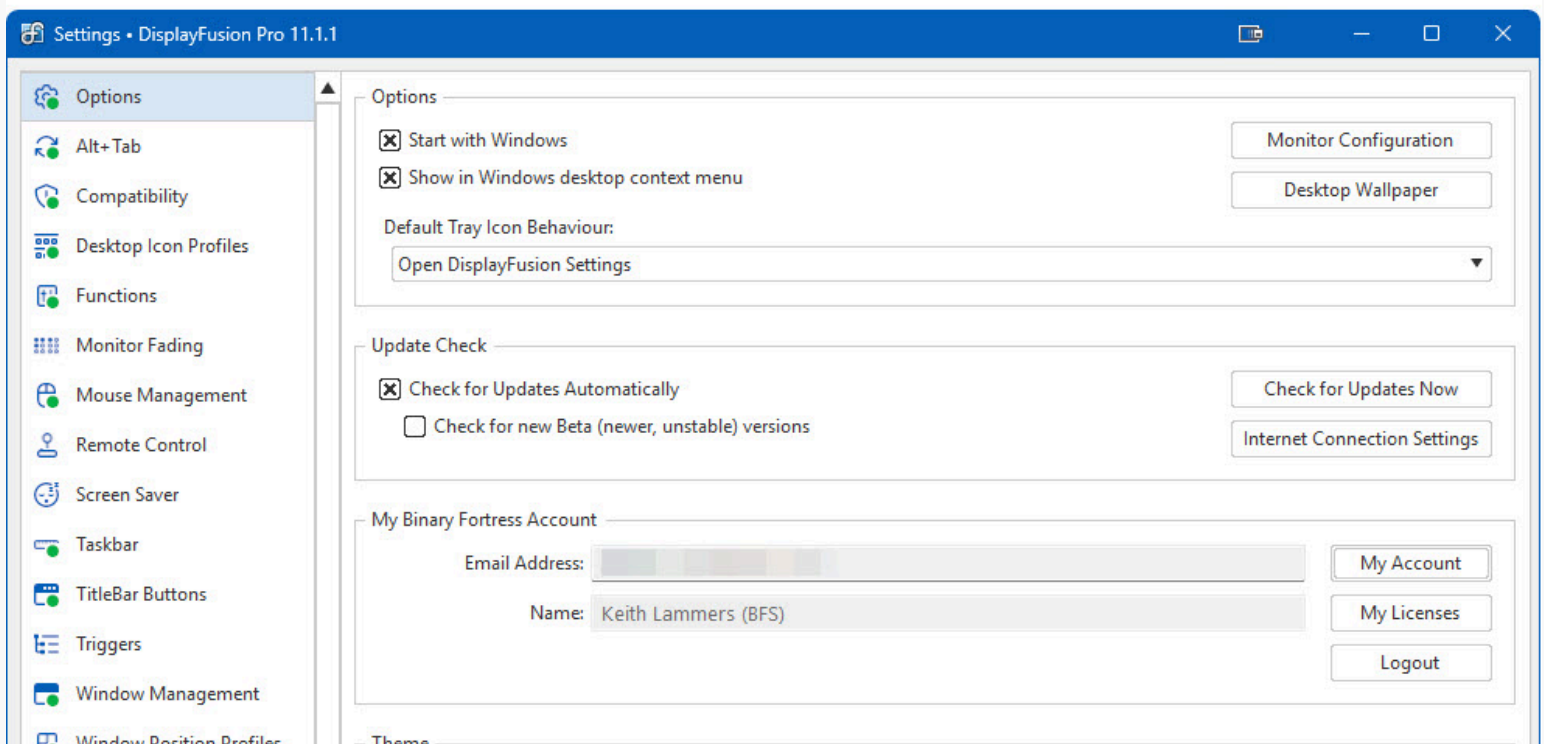 Settings • DisplayFusion Pro 11.1.1
Options
Alt+Tab
Compatibility
Desktop Icon Profiles
Functions
Monitor Fading
Mouse Management
Remote Control
Screen Saver
Taskbar
TitleBar Buttons
Triggers
Window Management
Window Position Profiles
Options
Start with Windows
Show in Windows desktop context menu
Monitor Configuration
Desktop Wallpaper
Default Tray Icon Behaviour:
Open DisplayFusion Settings
Update Check
Check for Updates Automatically
Check for new Beta (newer, unstable) versions
Check for Updates Now
Internet Connection Settings
My Binary Fortress Account
Email Address:
My Account
Name: Keith Lammers (BFS)
My Licenses
Logout
Theme